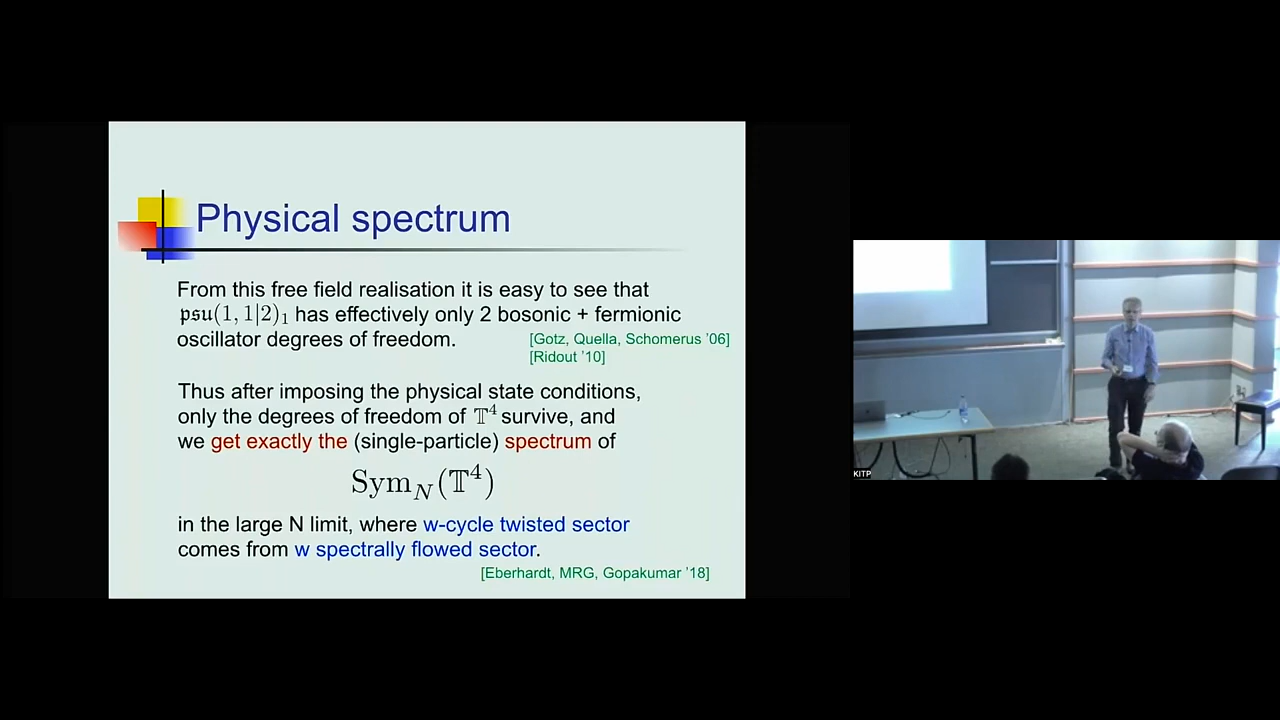 Physical spectrum
From this free field realisation it is easy to see that
𝔭𝔰𝔲(1,1|2)₁ has effectively only 2 bosonic + fermionic
oscillator degrees of freedom.
[Gotz, Quella, Schomerus '06]
[Ridout '10]
Thus after imposing the physical state conditions,
only the degrees of freedom of 𝕋⁴ survive, and
we get exactly the (single-particle) spectrum of
Sym_N(𝕋⁴)
in the large N limit, where w-cycle twisted sector
comes from w spectrally flowed sector.
[Eberhardt, MRG, Gopakumar '18]
KITP